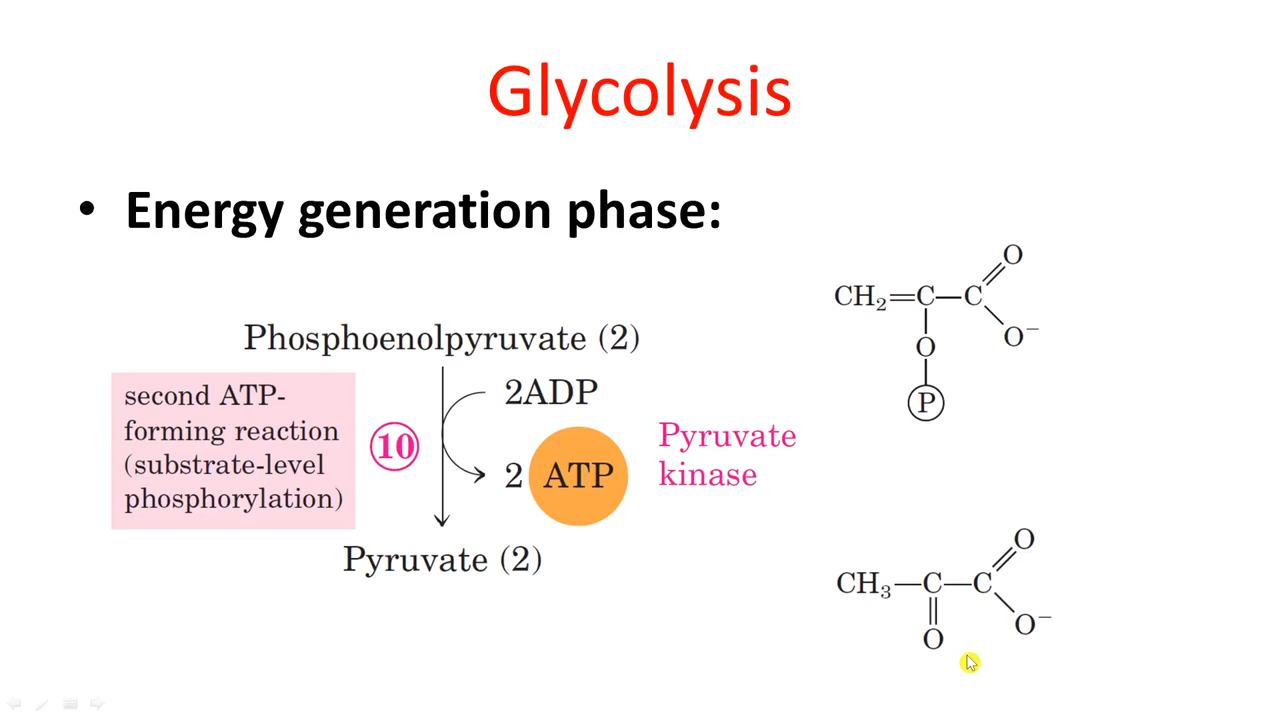 Glycolysis
• Energy generation phase:
Phosphoenolpyruvate (2)
second ATP-
forming reaction
(substrate-level
phosphorylation)
10
2ADP
2 ATP
Pyruvate
kinase
Pyruvate (2)
O
CH₂=C—C
O⁻
O
P
O
CH₃—C—C
O⁻
O